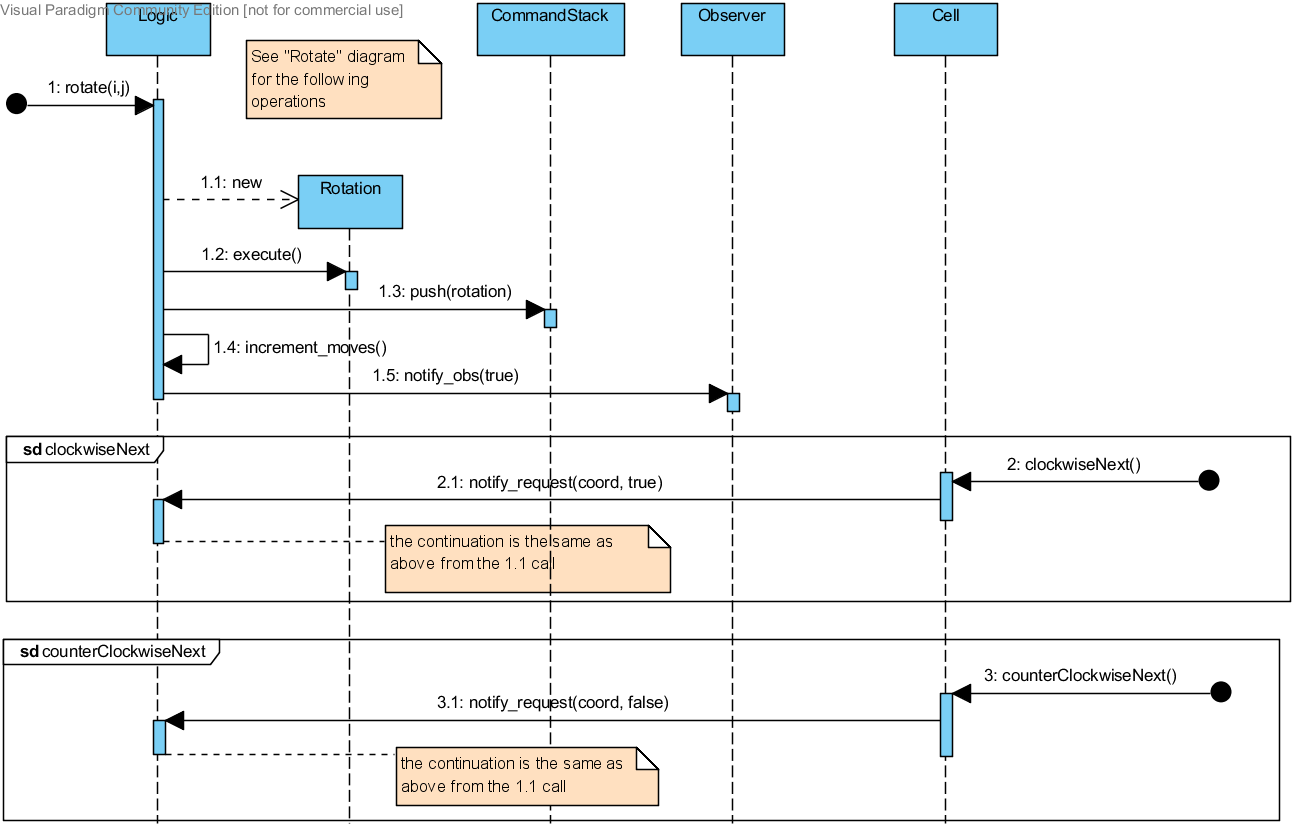 Visual Paradigm Community Edition [not for commercial use]
Logic
CommandStack
Observer
Cell
See "Rotate" diagram
for the following
operations
1: rotate(i,j)
1.1: new
Rotation
1.2: execute()
1.3: push(rotation)
1.4: increment_moves()
1.5: notify_obs(true)
sd clockwiseNext
2: clockwiseNext()
2.1: notify_request(coord, true)
the continuation is the same as
above from the 1.1 call
sd counterClockwiseNext
3: counterClockwiseNext()
3.1: notify_request(coord, false)
the continuation is the same as
above from the 1.1 call